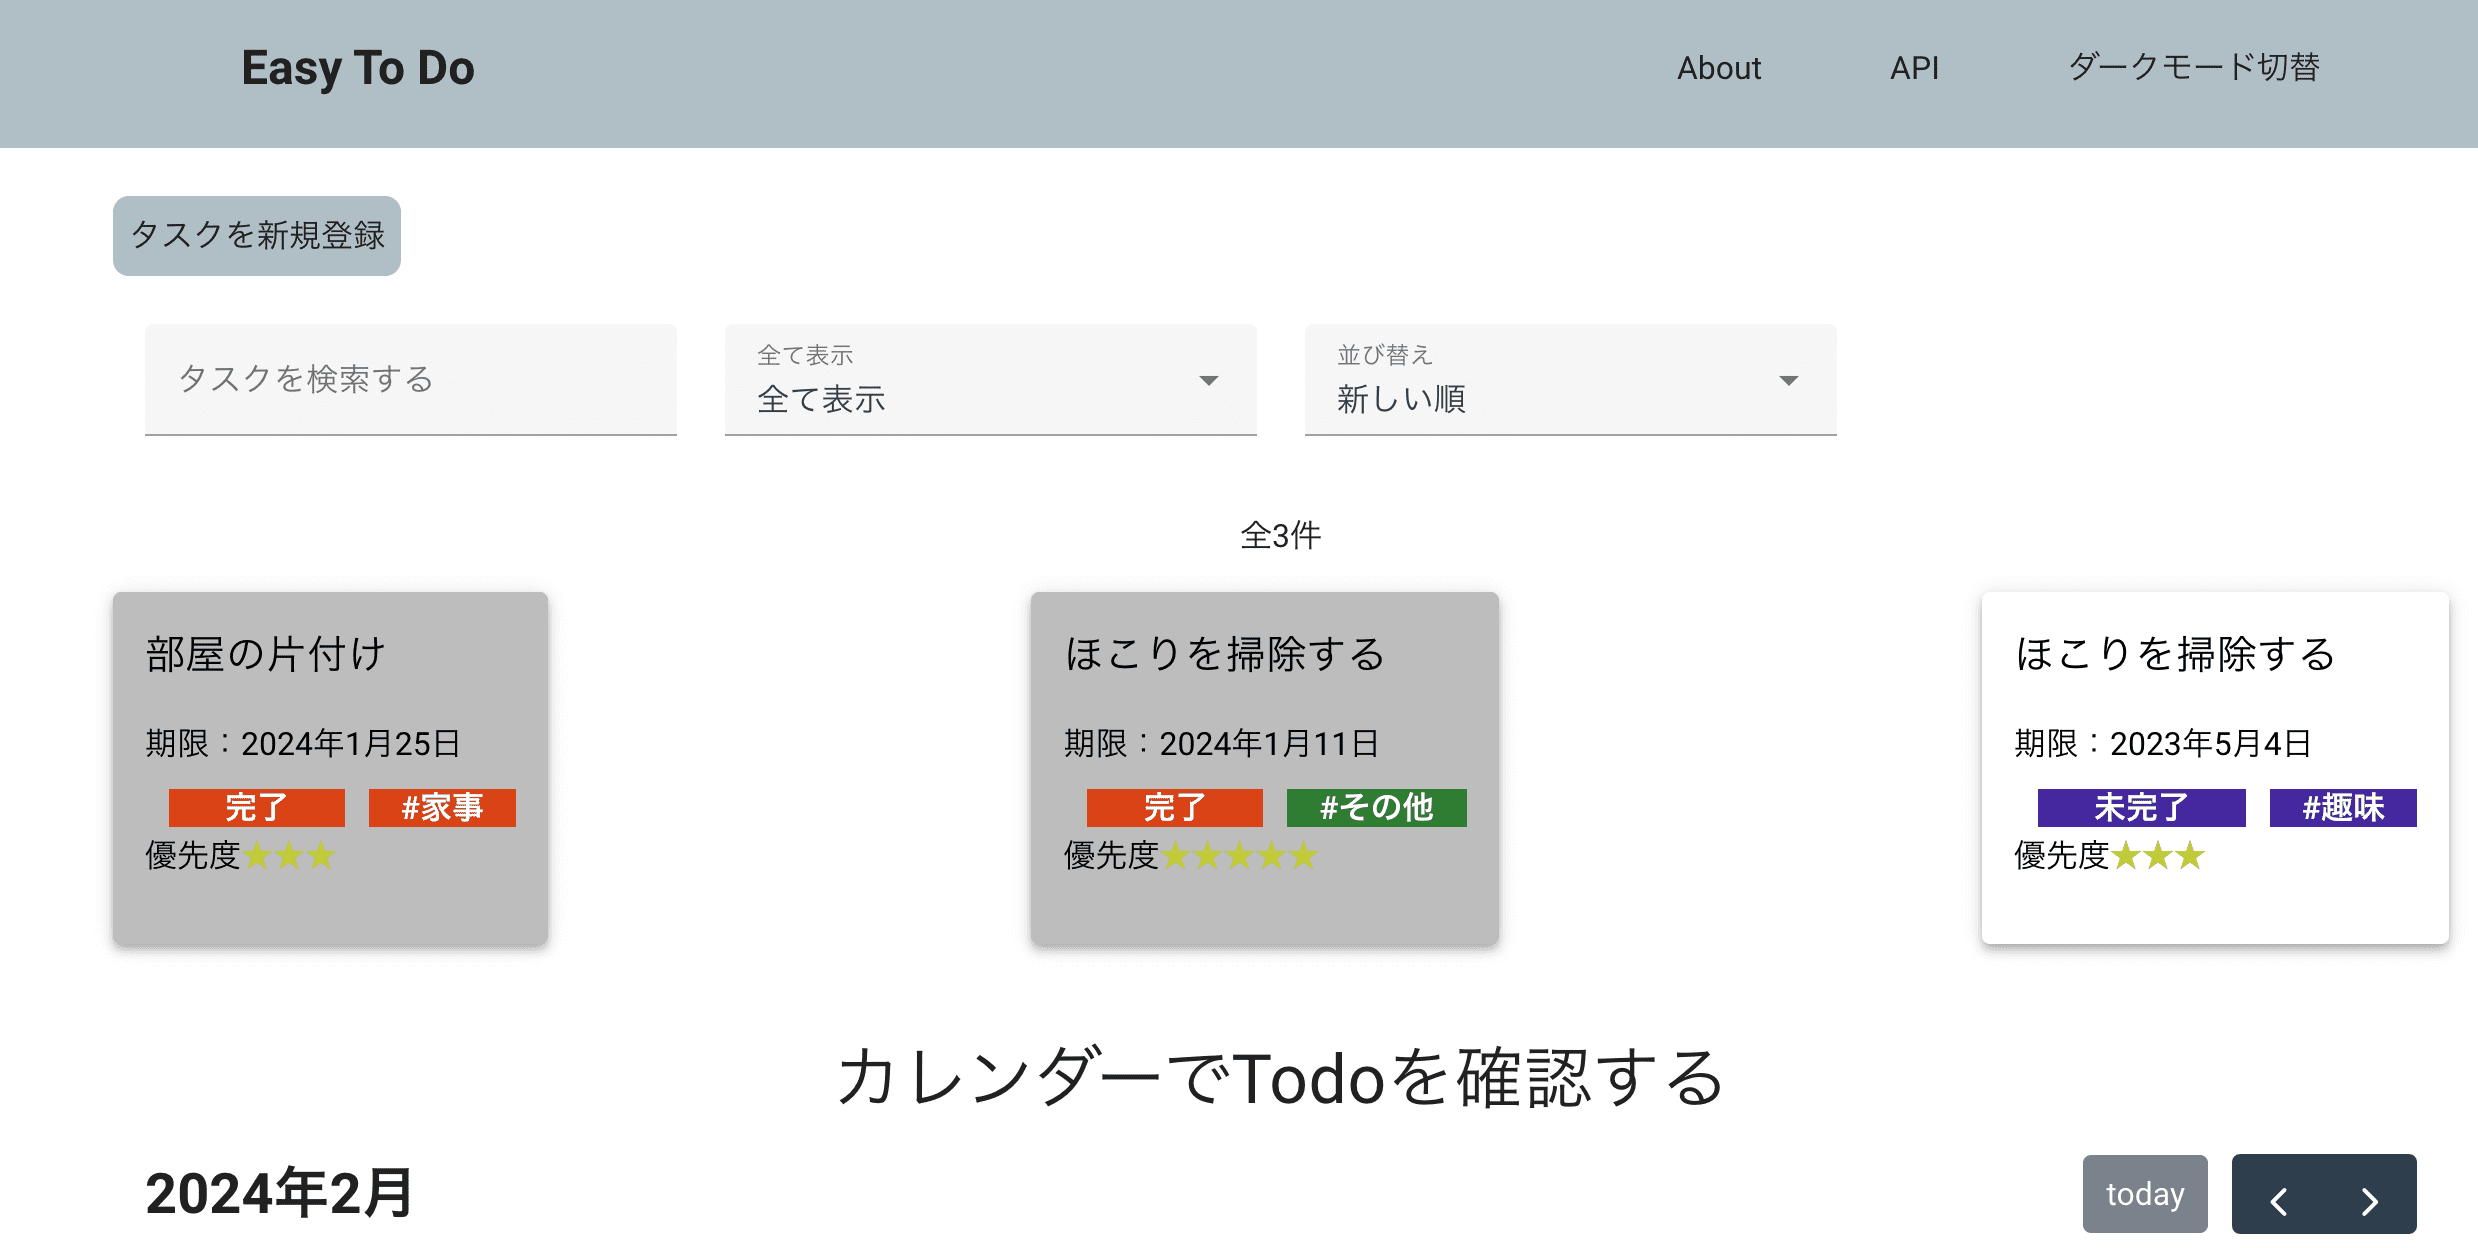 Easy To Do
About
API
ダークモード切替
タスクを新規登録
タスクを検索する
全て表示
全て表示
並び替え
新しい順
全3件
部屋の片付け
期限：2024年1月25日
完了 #家事
優先度★★★
ほこりを掃除する
期限：2024年1月11日
完了 #その他
優先度★★★★★
ほこりを掃除する
期限：2023年5月4日
未完了 #趣味
優先度★★★
カレンダーでTodoを確認する
2024年2月
today